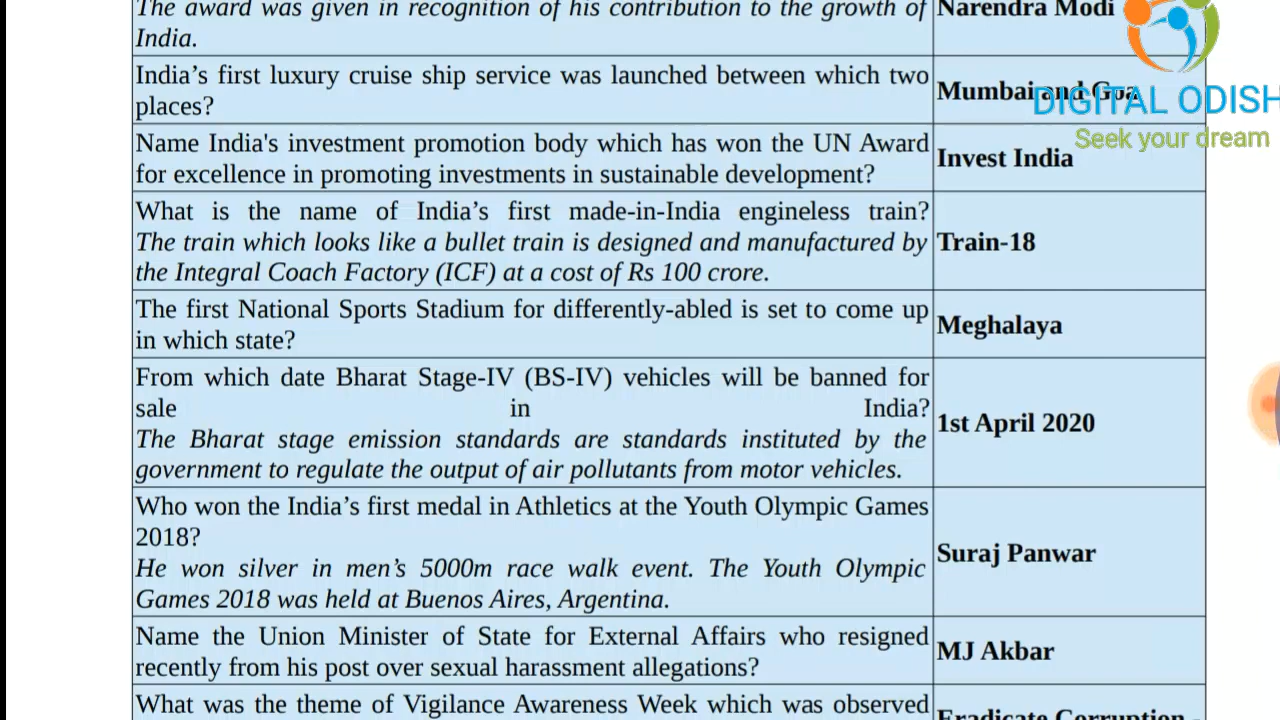 The award was given in recognition of his contribution to the growth of
India.
Narendra Modi
India’s first luxury cruise ship service was launched between which two
places?
Mumbai and Goa
DIGITAL ODISH
Seek your dream
Name India's investment promotion body which has won the UN Award
for excellence in promoting investments in sustainable development?
Invest India
What is the name of India’s first made-in-India engineless train?
The train which looks like a bullet train is designed and manufactured by
the Integral Coach Factory (ICF) at a cost of Rs 100 crore.
Train-18
The first National Sports Stadium for differently-abled is set to come up
in which state?
Meghalaya
From which date Bharat Stage-IV (BS-IV) vehicles will be banned for
sale in India?
The Bharat stage emission standards are standards instituted by the
government to regulate the output of air pollutants from motor vehicles.
1st April 2020
Who won the India’s first medal in Athletics at the Youth Olympic Games
2018?
He won silver in men’s 5000m race walk event. The Youth Olympic
Games 2018 was held at Buenos Aires, Argentina.
Suraj Panwar
Name the Union Minister of State for External Affairs who resigned
recently from his post over sexual harassment allegations?
MJ Akbar
What was the theme of Vigilance Awareness Week which was observed
Eradicate Corruption -